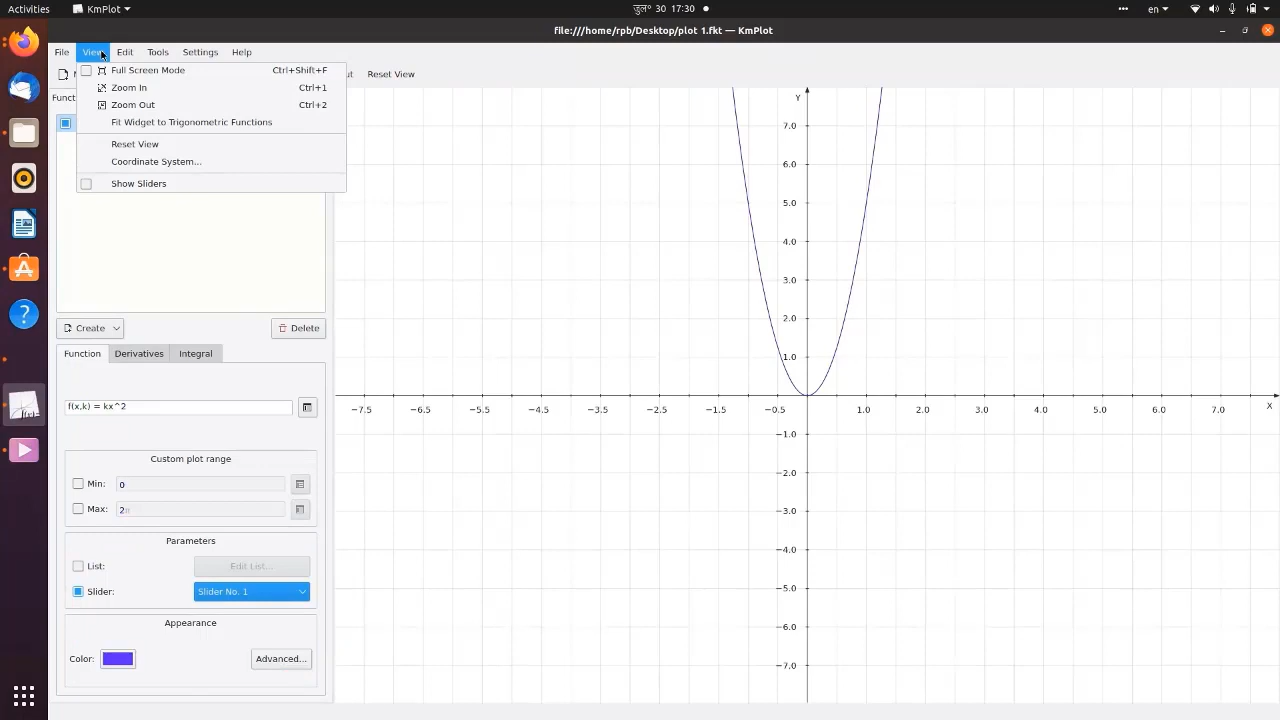 Activities KmPlot जुल॰ 30 17:30 en
file:///home/rpb/Desktop/plot 1.fkt — KmPlot
File View Edit Tools Settings Help
Full Screen Mode Ctrl+Shift+F
Reset View
Zoom In Ctrl+1
Zoom Out Ctrl+2
Fit Widget to Trigonometric Functions
Reset View
Coordinate System...
Show Sliders
Create Delete
Function Derivatives Integral
f(x,k) = kx^2
Custom plot range
Min: 0
Max: 2π
Parameters
List: Edit List...
Slider: Slider No. 1
Appearance
Color: Advanced...
Y
7.0
6.0
5.0
4.0
3.0
2.0
1.0
−7.5 −5.5 −4.5 −3.5 −2.5 −1.5 −0.5 1.0 2.0 3.0 4.0 5.0 6.0 7.0 X
−1.0
−2.0
−3.0
−4.0
−5.0
−6.0
−7.0